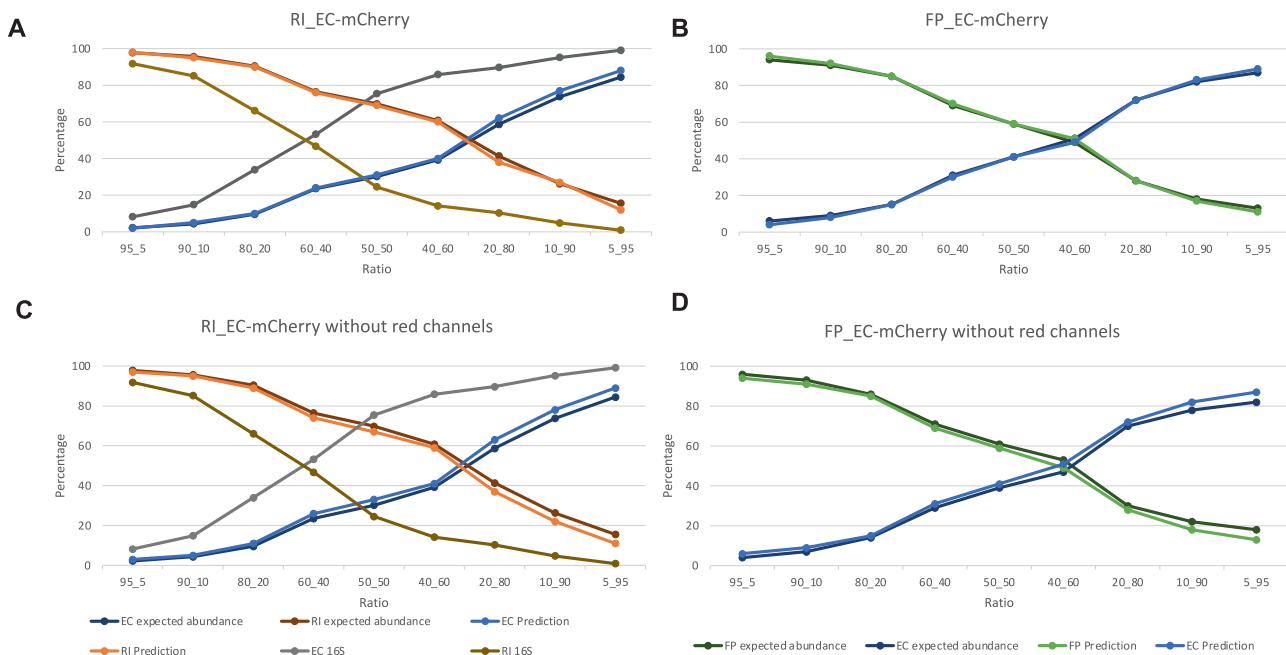 A
RI_EC-mCherry
Percentage
100
80
60
40
20
0
95_5 90_10 80_20 60_40 50_50 40_60 20_80 10_90 5_95
Ratio
B
FP_EC-mCherry
Percentage
100
80
60
40
20
0
95_5 90_10 80_20 60_40 50_50 40_60 20_80 10_90 5_95
Ratio
C
RI_EC-mCherry without red channels
Percentage
100
80
60
40
20
0
95_5 90_10 80_20 60_40 50_50 40_60 20_80 10_90 5_95
Ratio
EC expected abundance RI expected abundance EC Prediction
RI Prediction EC 16S RI 16S
D
FP_EC-mCherry without red channels
Percentage
100
80
60
40
20
0
95_5 90_10 80_20 60_40 50_50 40_60 20_80 10_90 5_95
Ratio
FP expected abundance EC expected abundance FP Prediction EC Prediction